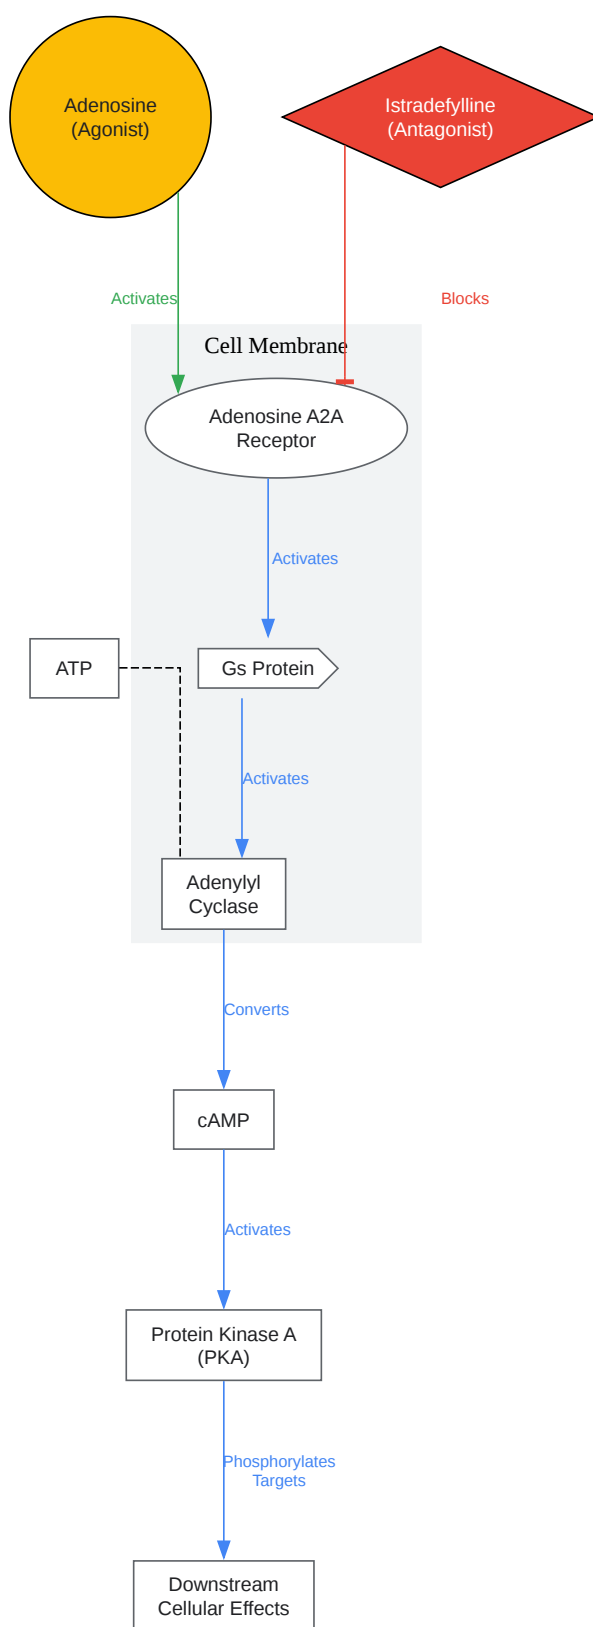 Adenosine
(Agonist)
Istradefylline
(Antagonist)
Activates
Blocks
Cell Membrane
Adenosine A2A
Receptor
Activates
ATP
Gs Protein
Activates
Adenylyl
Cyclase
Converts
cAMP
Activates
Protein Kinase A
(PKA)
Phosphorylates
Targets
Downstream
Cellular Effects